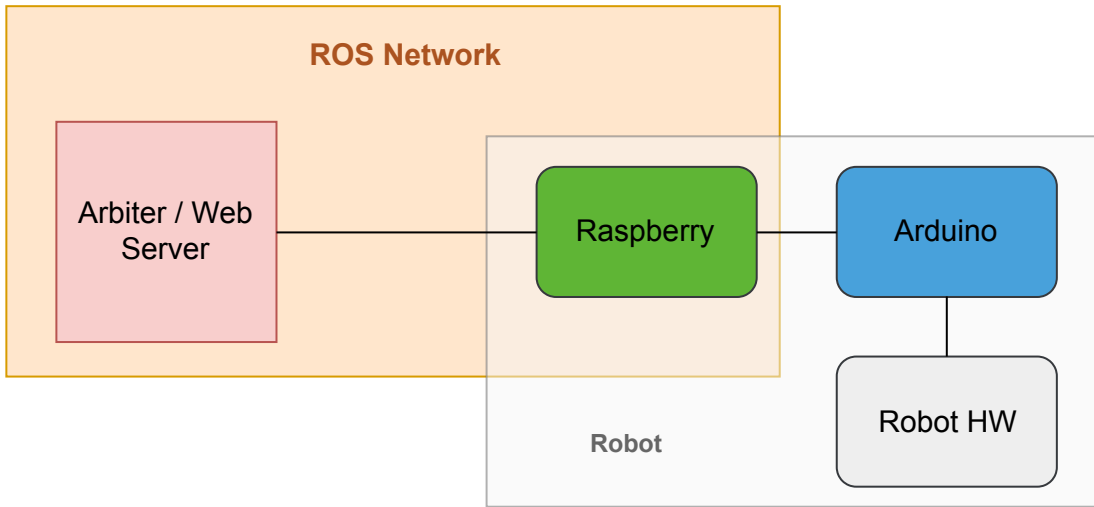 ROS Network
Arbiter / Web
Server
Raspberry
Arduino
Robot HW
Robot